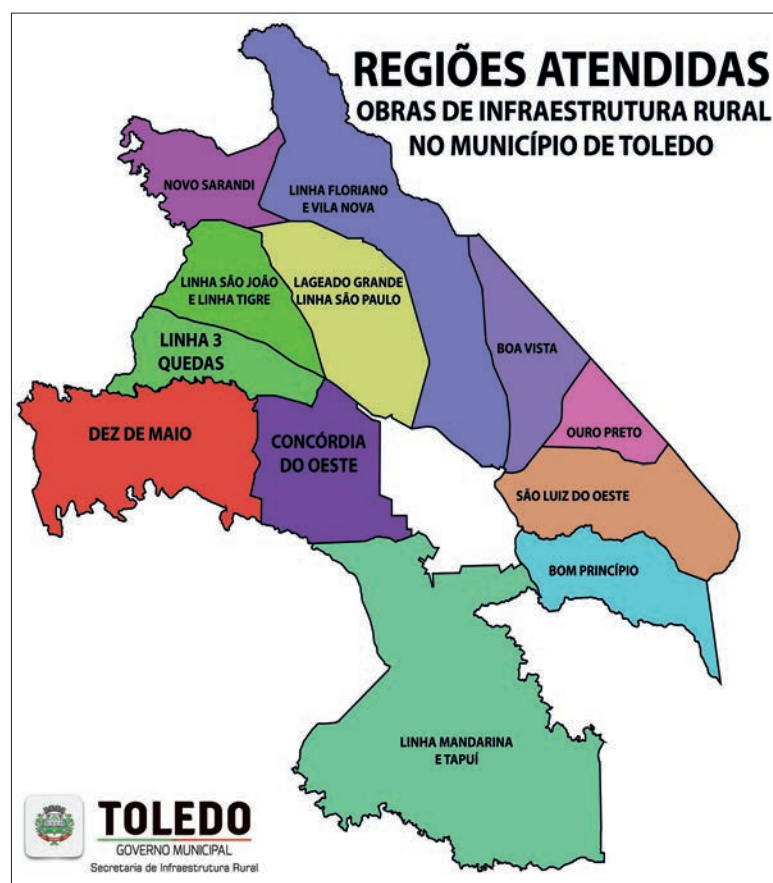 REGIÕES ATENDIDAS
OBRAS DE INFRAESTRUTURA RURAL
NO MUNICÍPIO DE TOLEDO
NOVO SARANDI
LINHA FLORIANO
E VILA NOVA
LINHA SÃO JOÃO
E LINHA TIGRE
LAGEADO GRANDE
LINHA SÃO PAULO
LINHA 3
QUEDAS
BOA VISTA
DEZ DE MAIO
CONCÓRDIA
DO OESTE
OURO PRETO
SÃO LUIZ DO OESTE
BOM PRINCÍPIO
LINHA MANDARINA
E TAPUÍ
TOLEDO
GOVERNO MUNICIPAL
Secretaria de Infraestrutura Rural